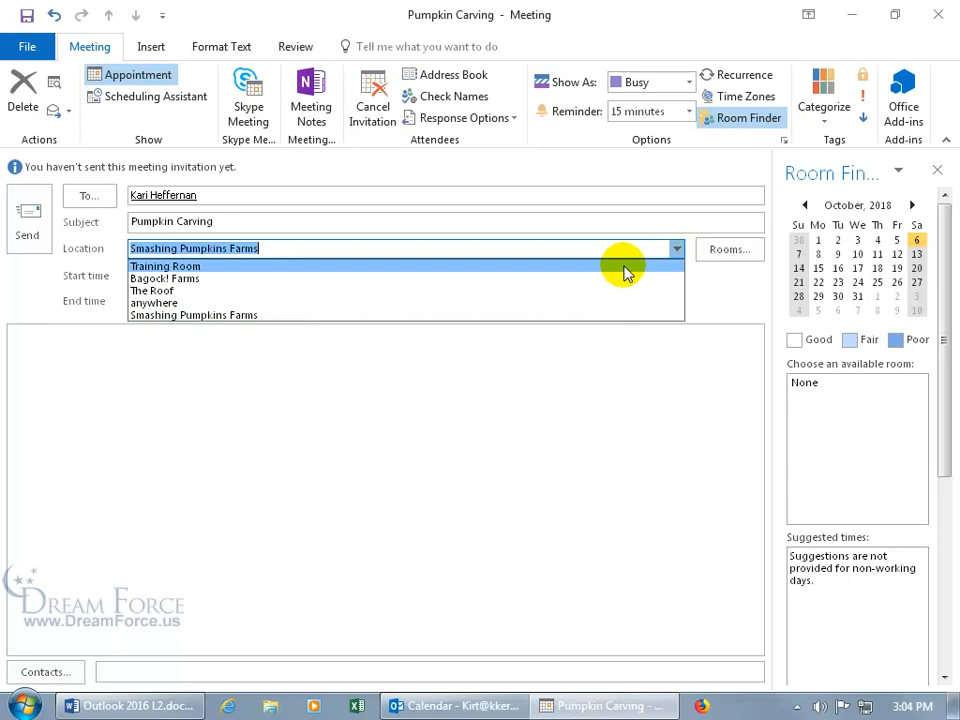 Pumpkin Carving - Meeting
File Meeting Insert Format Text Review Tell me what you want to do
Delete
Actions
Appointment
Scheduling Assistant
Show
Skype
Meeting
Skype Me...
Meeting
Notes
Meeting...
Cancel
Invitation
Address Book
Check Names
Response Options
Attendees
Show As: Busy
Reminder: 15 minutes
Recurrence
Time Zones
Room Finder
Options
Categorize
Tags
Office
Add-ins
Add-ins
You haven't sent this meeting invitation yet.
Send
To... Kari Heffernan
Subject Pumpkin Carving
Location Smashing Pumpkins Farms Rooms...
Start time
End time
Training Room
Bagock! Farms
The Roof
anywhere
Smashing Pumpkins Farms
Room Fin...
October, 2018
Su Mo Tu We Th Fr Sa
30 1 2 3 4 5 6
7 8 9 10 11 12 13
14 15 16 17 18 19 20
21 22 23 24 25 26 27
28 29 30 31 1 2 3
4 5 6 7 8 9 10
Good Fair Poor
Choose an available room:
None
Suggested times:
Suggestions are not
provided for non-working
days.
DREAM FORCE
www.DreamForce.us
Contacts...
Outlook 2016 L2.doc... Calendar - Kirt@kker... Pumpkin Carving - ... 3:04 PM